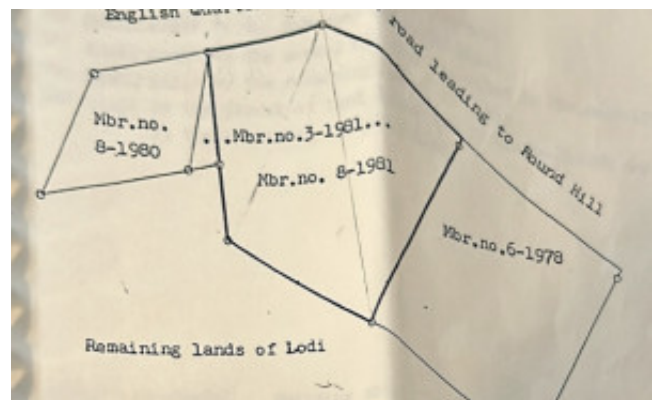 English
road leading to Round Hill
Mbr.no.
8-1980
..Mbr.no.3-1981...
Mbr.no. 8-1981
Mbr.no.6-1978
Remaining lands of Lodi